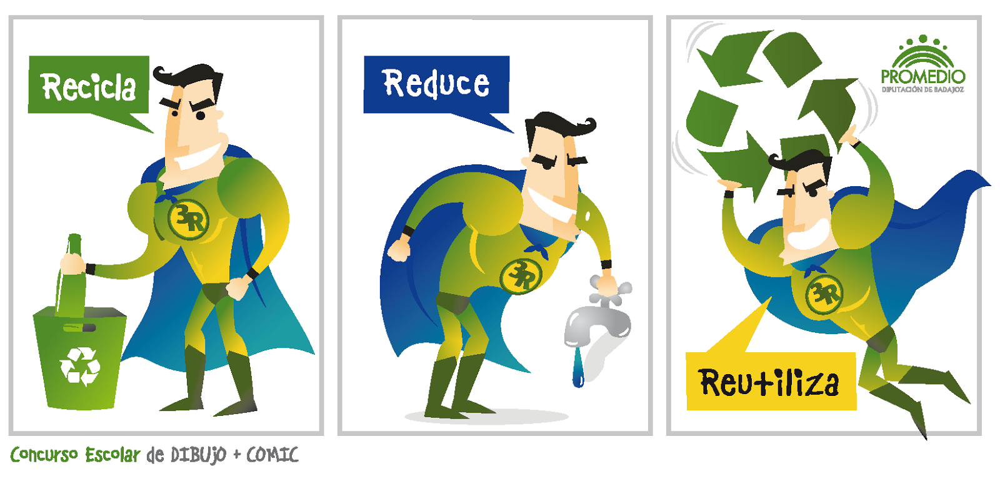 Recicla
3R
Reduce
3R
PROMEDIO
DIPUTACIÓN DE BADAJOZ
3R
Reutiliza
Concurso Escolar de DIBUJO + COMIC